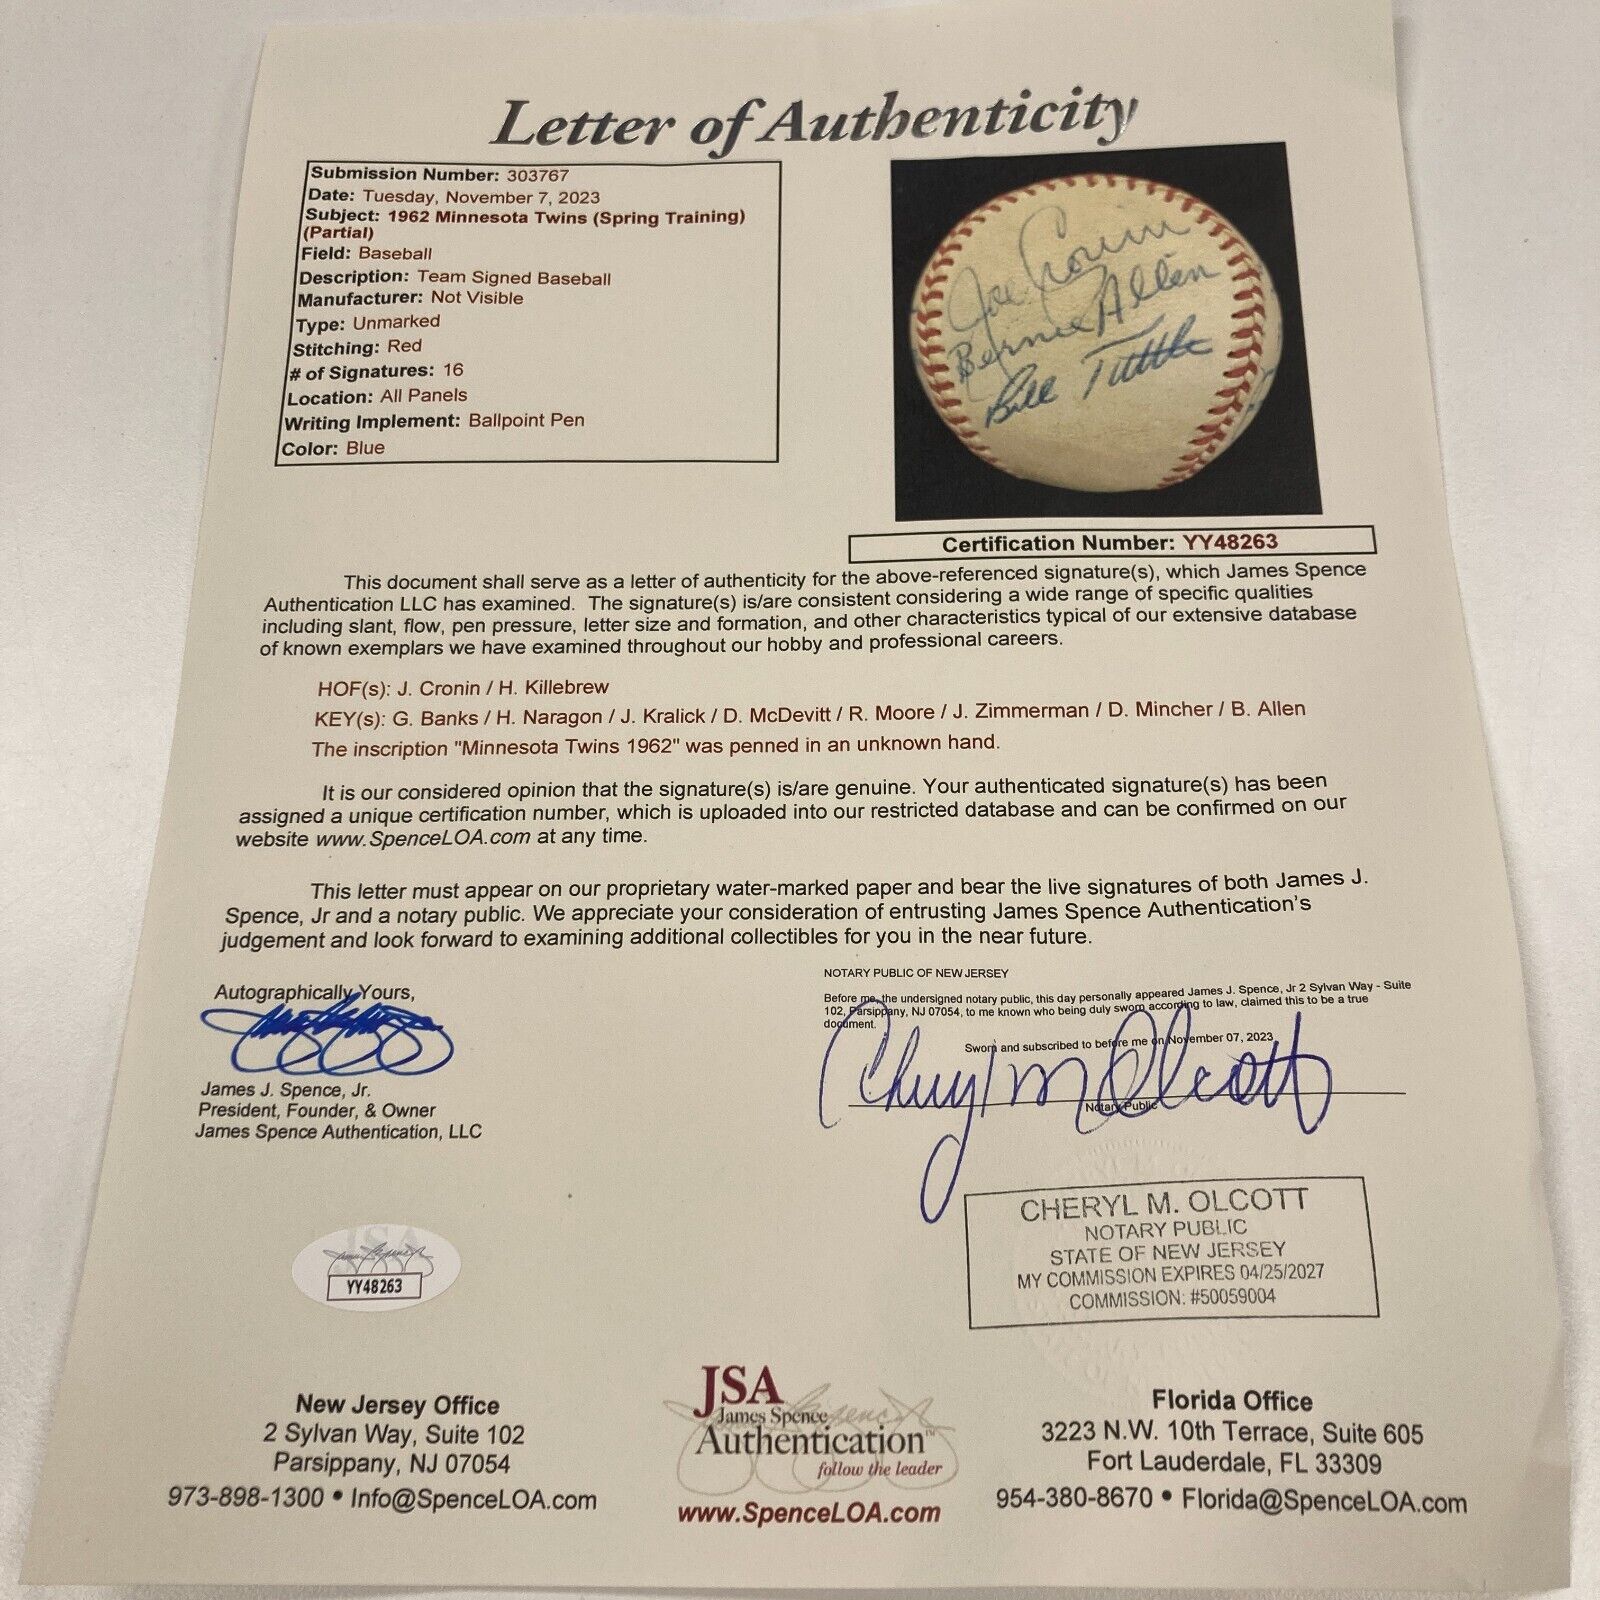 Letter of Authenticity
Submission Number: 303767
Date: Tuesday, November 7, 2023
Subject: 1962 Minnesota Twins (Spring Training)
(Partial)
Field: Baseball
Description: Team Signed Baseball
Manufacturer: Not Visible
Type: Unmarked
Stitching: Red
# of Signatures: 16
Location: All Panels
Writing Implement: Ballpoint Pen
Color: Blue
Joe Cronin
Bernie Allen
Bill Tuttle
Certification Number: YY48263
This document shall serve as a letter of authenticity for the above-referenced signature(s), which James Spence
Authentication LLC has examined. The signature(s) is/are consistent considering a wide range of specific qualities
including slant, flow, pen pressure, letter size and formation, and other characteristics typical of our extensive database
of known exemplars we have examined throughout our hobby and professional careers.
HOF(s): J. Cronin / H. Killebrew
KEY(s): G. Banks / H. Naragon / J. Kralick / D. McDevitt / R. Moore / J. Zimmerman / D. Mincher / B. Allen
The inscription "Minnesota Twins 1962" was penned in an unknown hand.
It is our considered opinion that the signature(s) is/are genuine. Your authenticated signature(s) has been
assigned a unique certification number, which is uploaded into our restricted database and can be confirmed on our
website www.SpenceLOA.com at any time.
This letter must appear on our proprietary water-marked paper and bear the live signatures of both James J.
Spence, Jr and a notary public. We appreciate your consideration of entrusting James Spence Authentication's
judgement and look forward to examining additional collectibles for you in the near future.
Autographically Yours,
James J. Spence, Jr.
President, Founder, & Owner
James Spence Authentication, LLC
NOTARY PUBLIC OF NEW JERSEY
Before me, the undersigned notary public, this day personally appeared James J. Spence, Jr 2 Sylvan Way - Suite
102, Parsippany, NJ 07054, to me known who being duly sworn according to law, claimed this to be a true
document.
Sworn and subscribed to before me on November 07, 2023
Cheryl M Olcott
Notary Public
CHERYL M. OLCOTT
NOTARY PUBLIC
STATE OF NEW JERSEY
MY COMMISSION EXPIRES 04/25/2027
COMMISSION: #50059004
JSA
YY48263
New Jersey Office
2 Sylvan Way, Suite 102
Parsippany, NJ 07054
973-898-1300 • Info@SpenceLOA.com
JSA
James Spence
Authentication™
follow the leader
www.SpenceLOA.com
Florida Office
3223 N.W. 10th Terrace, Suite 605
Fort Lauderdale, FL 33309
954-380-8670 • Florida@SpenceLOA.com